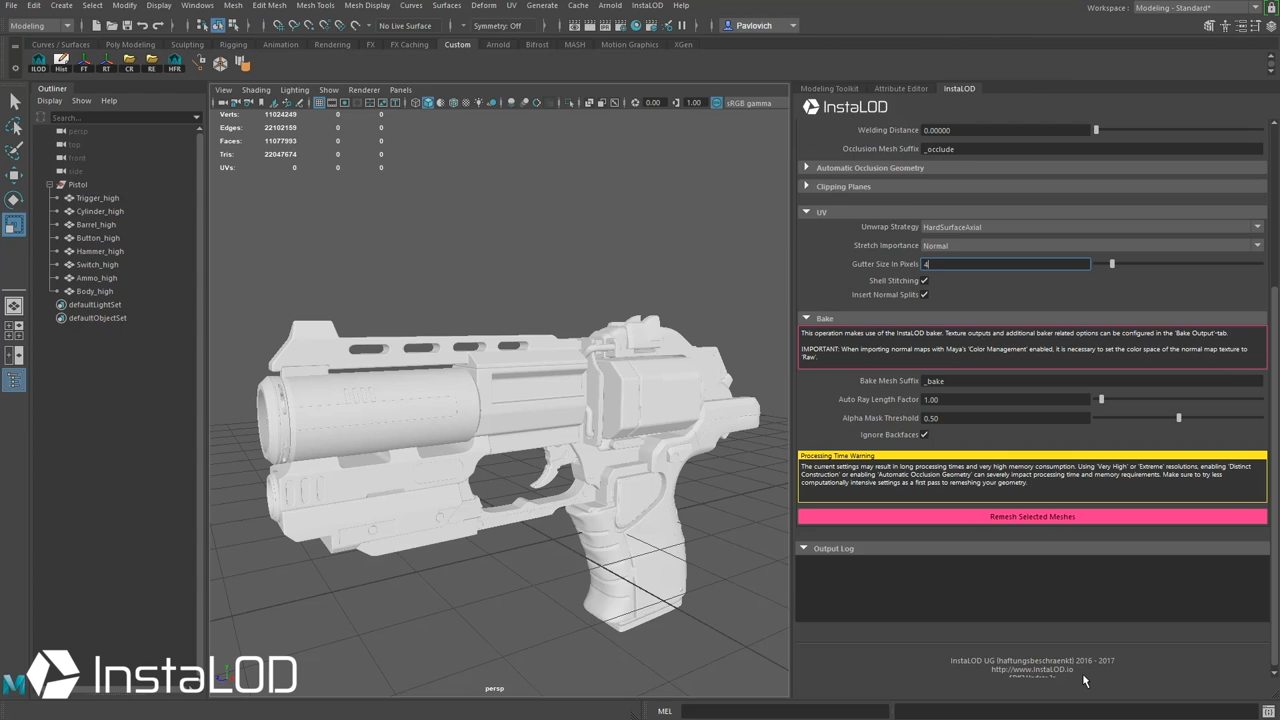 File Edit Create Select Modify Display Windows Mesh Edit Mesh Mesh Tools Mesh Display Curves Surfaces Deform UV Generate Cache Arnold InstaLOD Help
Workspace : Modeling - Standard*
Modeling No Live Surface Symmetry: Off Pavlovich
Curves / Surfaces Poly Modeling Sculpting Rigging Animation Rendering FX FX Caching Custom Arnold Bifrost MASH Motion Graphics XGen
ILOD Hist FT RT CR RE HFR
Outliner
Display Show Help
Search...
persp
top
front
side
Pistol
Trigger_high
Cylinder_high
Barrel_high
Button_high
Hammer_high
Switch_high
Ammo_high
Body_high
defaultLightSet
defaultObjectSet
View Shading Lighting Show Renderer Panels
0.00 1.00 sRGB gamma
Verts: 11024249 0 0
Edges: 22102159 0 0
Faces: 11077993 0 0
Tris: 22047674 0 0
UVs: 0 0 0
persp
Modeling Toolkit Attribute Editor InstaLOD
InstaLOD
Welding Distance 0.00000
Occlusion Mesh Suffix _occlude
Automatic Occlusion Geometry
Clipping Planes
UV
Unwrap Strategy HardSurfaceAxial
Stretch Importance Normal
Gutter Size In Pixels 4
Shell Stitching
Insert Normal Splits
Bake
This operation makes use of the InstaLOD baker. Texture outputs and additional baker related options can be configured in the 'Bake Output'-tab.
IMPORTANT: When importing normal maps with Maya's 'Color Management' enabled, it is necessary to set the color space of the normal map texture to
'Raw'.
Bake Mesh Suffix _bake
Auto Ray Length Factor 1.00
Alpha Mask Threshold 0.50
Ignore Backfaces
Processing Time Warning
The current settings may result in long processing times and very high memory consumption. Using 'Very High' or 'Extreme' resolutions, enabling 'Distinct
Construction' or enabling 'Automatic Occlusion Geometry' can severely impact processing time and memory requirements. Make sure to try less
computationally intensive settings as a first pass to remeshing your geometry.
Remesh Selected Meshes
Output Log
InstaLOD UG (haftungsbeschraenkt) 2016 - 2017
http://www.InstaLOD.io
InstaLOD
MEL